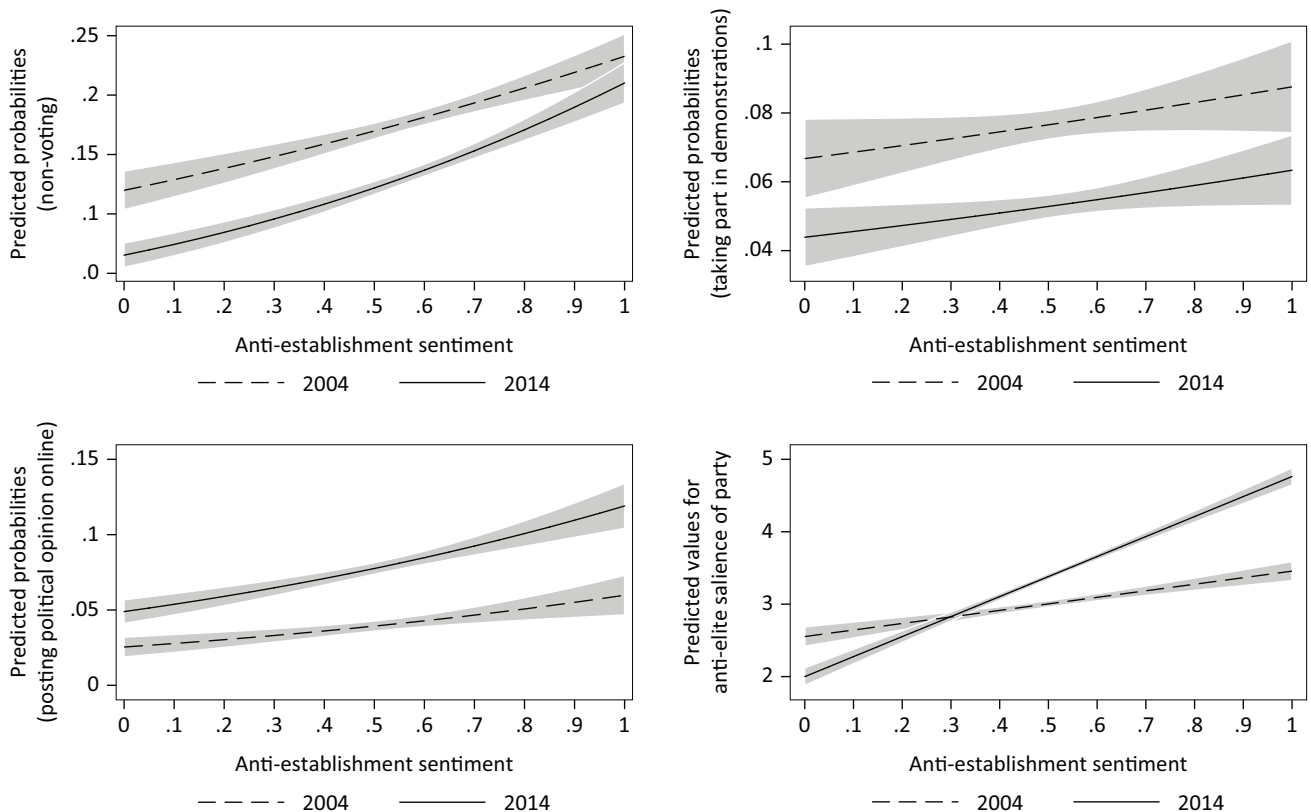 Predicted probabilities
(non-voting)
.25
.2
.15
.1
.0
0 .1 .2 .3 .4 .5 .6 .7 .8 .9 1
Anti-establishment sentiment
2004 2014
Predicted probabilities
(taking part in demonstrations)
.1
.08
.06
.04
0 .1 .2 .3 .4 .5 .6 .7 .8 .9 1
Anti-establishment sentiment
2004 2014
Predicted probabilities
(posting political opinion online)
.15
.1
.05
0
0 .1 .2 .3 .4 .5 .6 .7 .8 .9 1
Anti-establishment sentiment
2004 2014
Predicted values for
anti-elite salience of party
5
4
3
2
0 .1 .2 .3 .4 .5 .6 .7 .8 .9 1
Anti-establishment sentiment
2004 2014